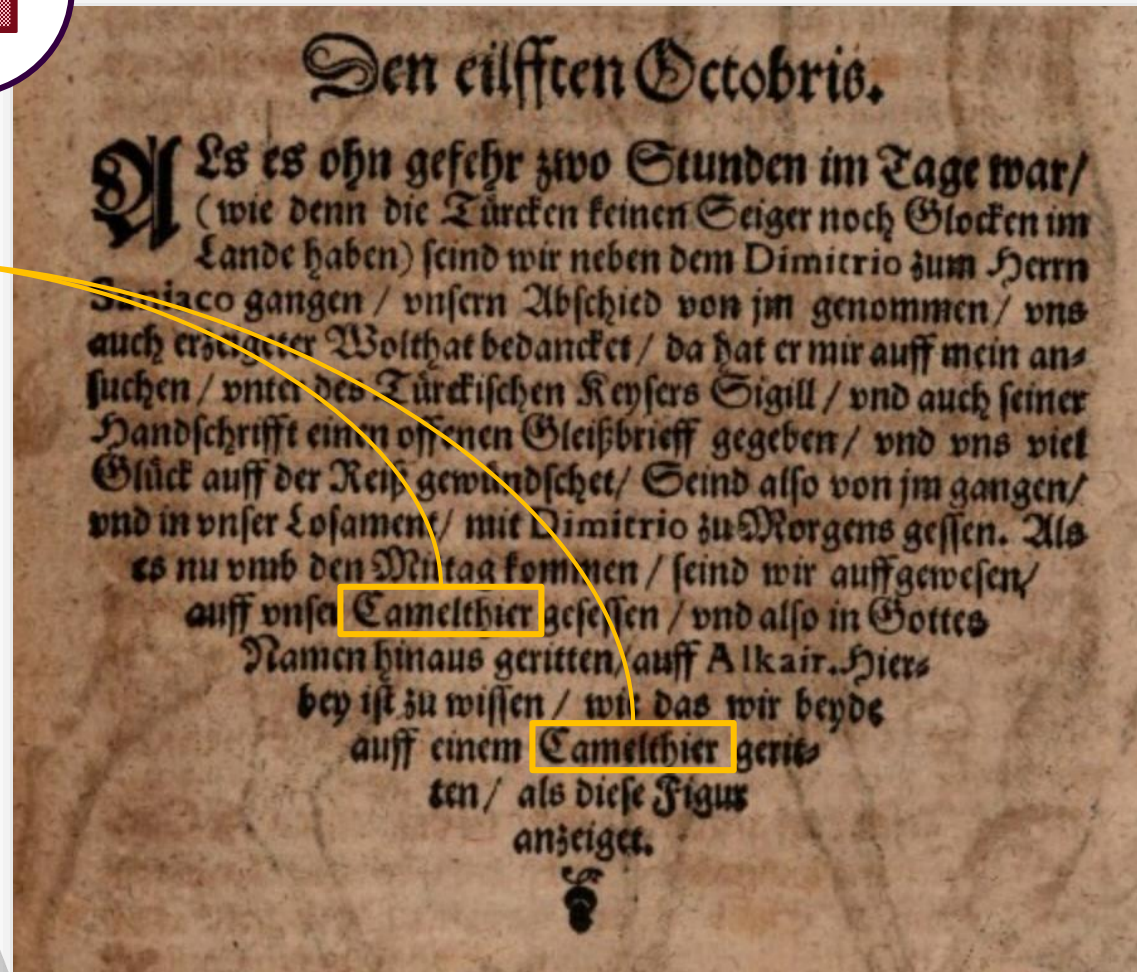 Den eilfften Octobris.
ALs es ohn gefehr zwo Stunden im Tage war/
(wie denn die Türcken keinen Seiger noch Glocken im
Lande haben) seind wir neben dem Dimitrio zum Herrn
Saniaco gangen / vnsern Abschied von jm genommen / vns
auch erzeigeter Wolthat bedancket / da hat er mir auff mein an⸗
suchen / vnter des Türckischen Keysers Sigill / vnd auch seiner
Handschrifft einen offenen Gleißbrieff gegeben / vnd vns viel
Glück auff der Reiß gewündschet/ Seind also von jm gangen/
vnd in vnser Losament/ mit Dimitrio zu Morgens gessen. Als
es nu vmb den Mittag kommen / seind wir auffgewesen/
auff vnser Camelthier gesessen / vnd also in Gottes
Namen hinaus geritten/auff Alkair. Hier⸗
bey ist zu wissen / wie das wir beyde
auff einem Camelthier gerit⸗
ten / als diese Figur
anzeiget.